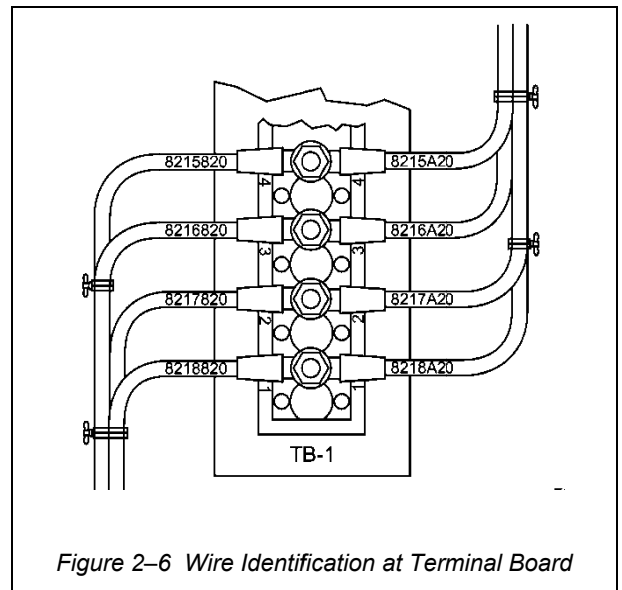 8215820 4 4 8215A20
8216820 3 3 8216A20
8217820 2 2 8217A20
8218820 1 1 8218A20
TB-1
Figure 2–6 Wire Identification at Terminal Board